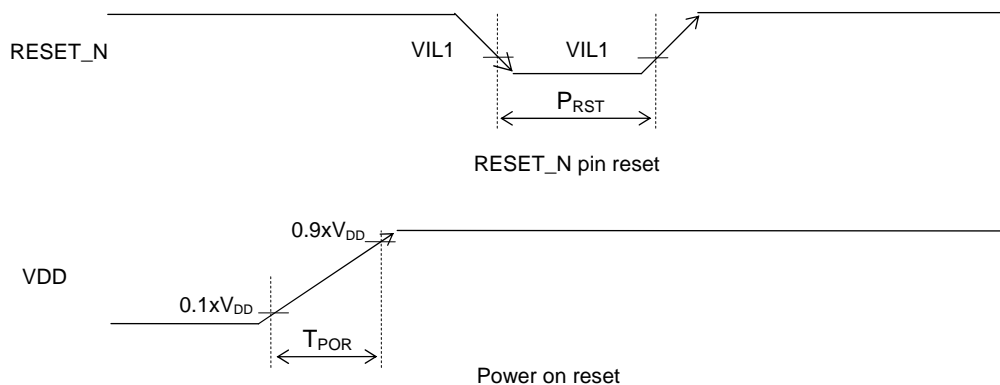 RESET_N
VIL1
VIL1
PRST
RESET_N pin reset
0.9xVDD
VDD
0.1xVDD
TPOR
Power on reset